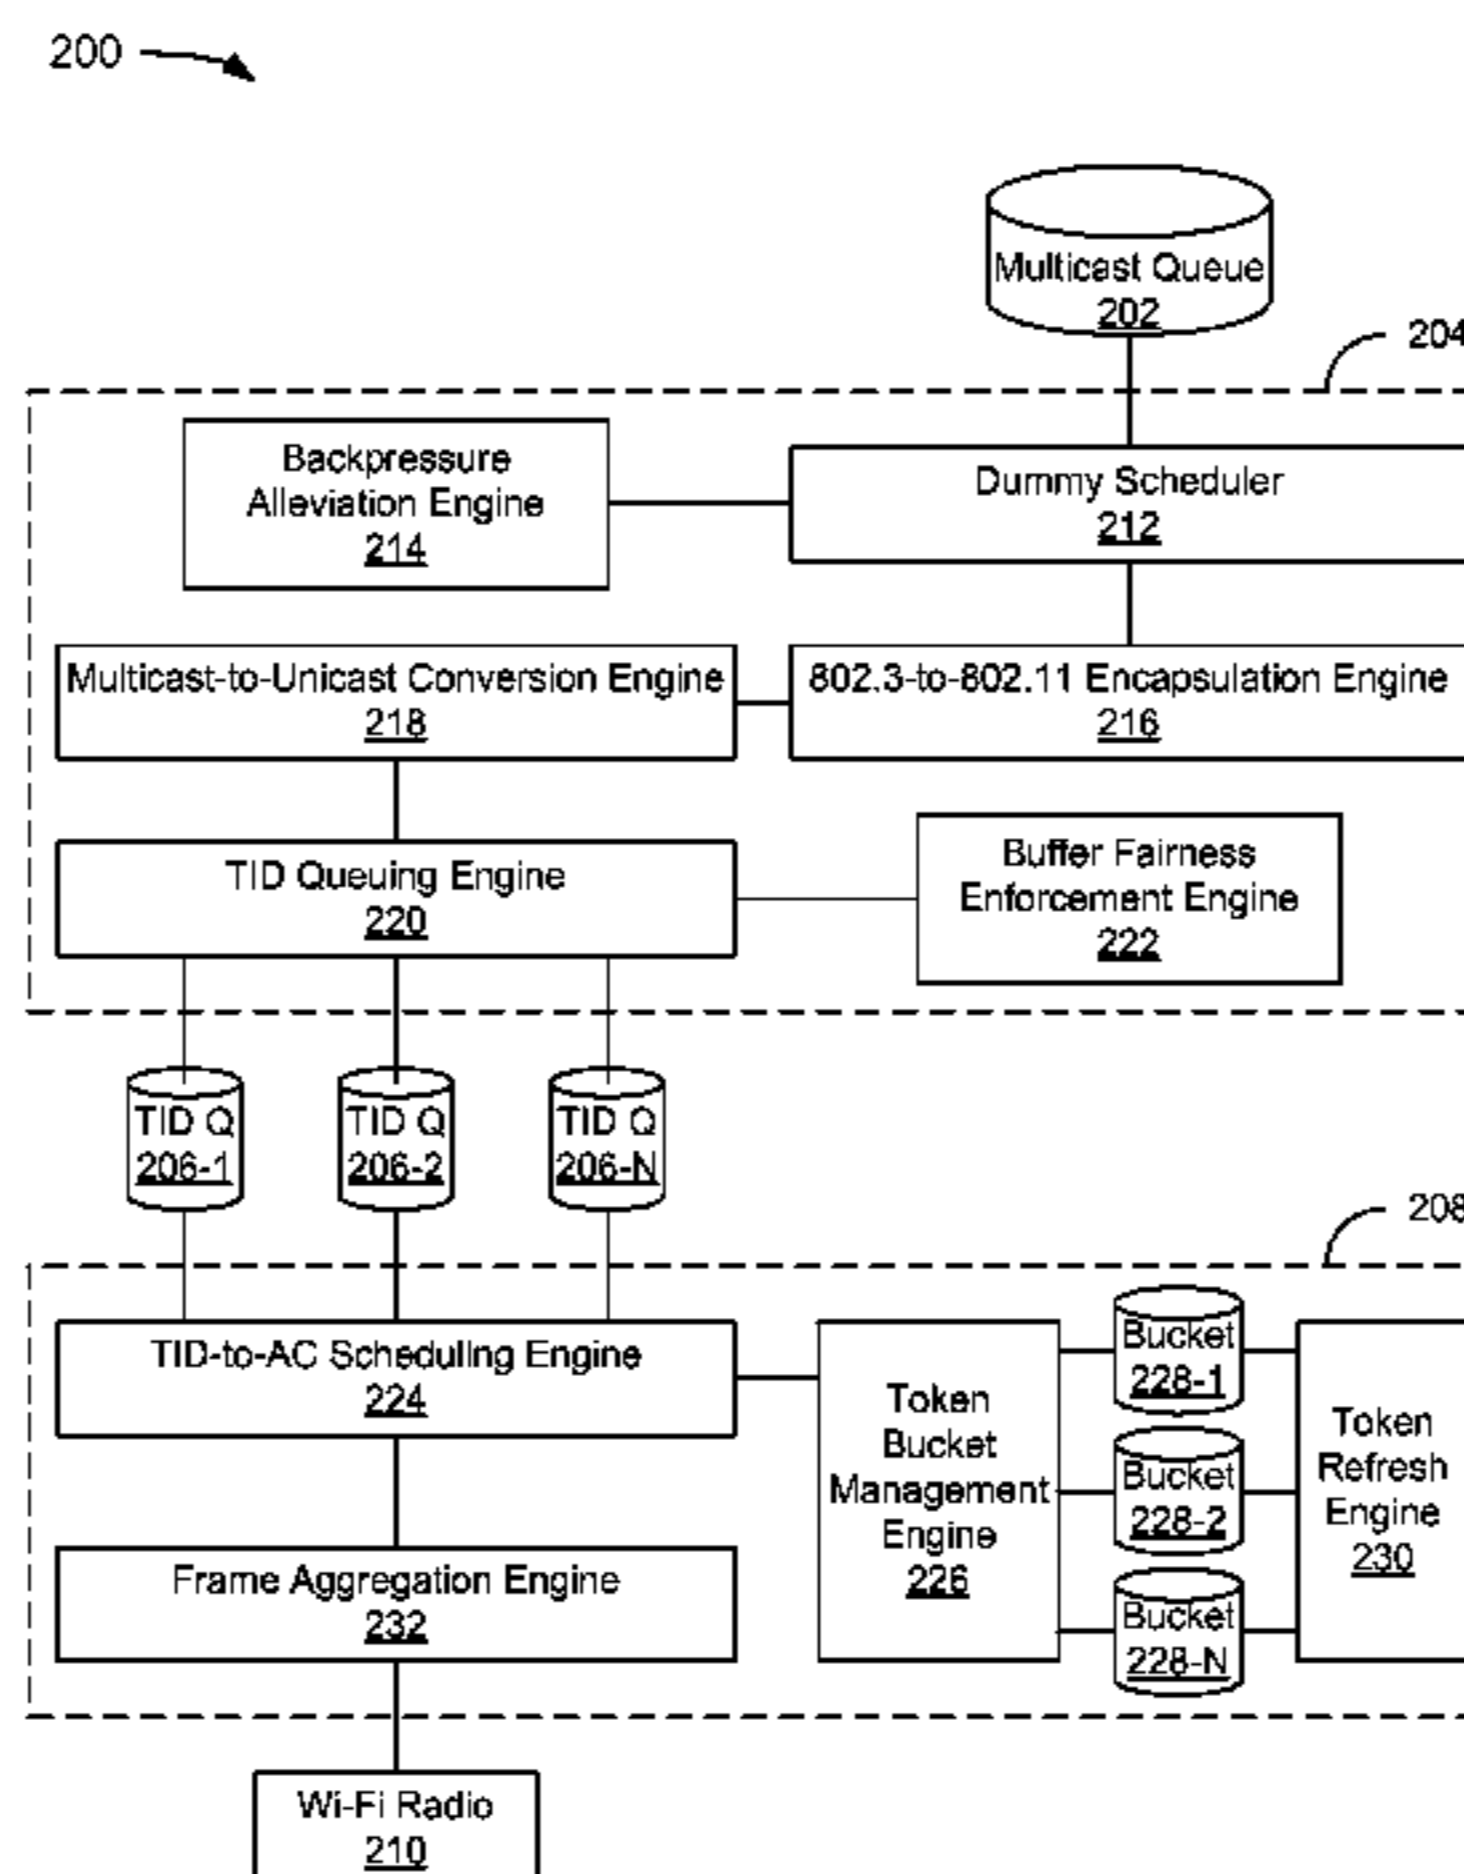 200
Multicast Queue
202
204
Backpressure
Alleviation Engine
214
Dummy Scheduler
212
Multicast-to-Unicast Conversion Engine
218
802.3-to-802.11 Encapsulation Engine
216
TID Queuing Engine
220
Buffer Fairness
Enforcement Engine
222
TID Q
206-1
TID Q
206-2
TID Q
206-N
208
TID-to-AC Scheduling Engine
224
Token
Bucket
Management
Engine
226
Bucket
228-1
Bucket
228-2
Bucket
228-N
Token
Refresh
Engine
230
Frame Aggregation Engine
232
Wi-Fi Radio
210